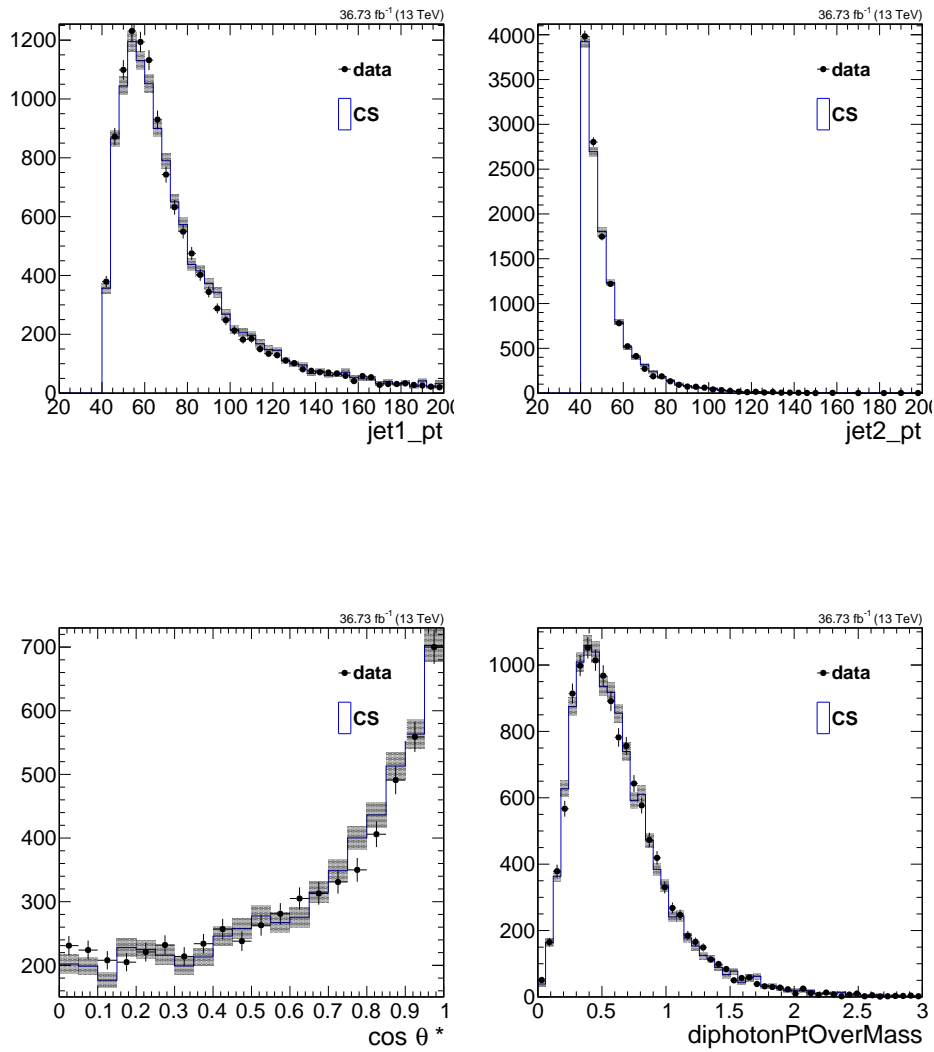 36.73 fb⁻¹ (13 TeV)
1200
1000
800
600
400
200
0
data
CS
20 40 60 80 100 120 140 160 180 200
jet1_pt
36.73 fb⁻¹ (13 TeV)
4000
3500
3000
2500
2000
1500
1000
500
0
data
CS
20 40 60 80 100 120 140 160 180 200
jet2_pt
36.73 fb⁻¹ (13 TeV)
700
600
500
400
300
200
data
CS
0 0.1 0.2 0.3 0.4 0.5 0.6 0.7 0.8 0.9 1
cos θ *
36.73 fb⁻¹ (13 TeV)
1000
800
600
400
200
0
data
CS
0 0.5 1 1.5 2 2.5 3
diphotonPtOverMass